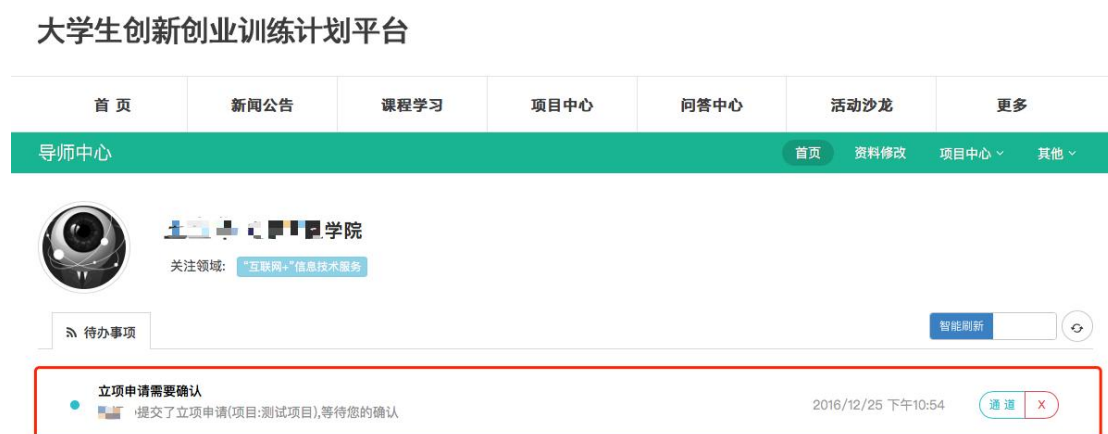 大学生创新创业训练计划平台
首 页 新闻公告 课程学习 项目中心 问答中心 活动沙龙 更多
导师中心 首页 资料修改 项目中心 其他
学院
关注领域: "互联网+"信息技术服务
待办事项 智能刷新
立项申请需要确认
提交了立项申请(项目:测试项目),等待您的确认 2016/12/25 下午10:54 通道 X